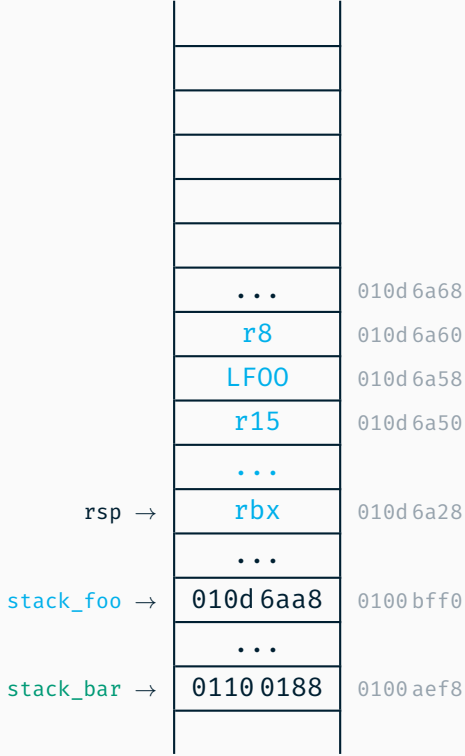 ... 010d 6a68
r8 010d 6a60
LFOO 010d 6a58
r15 010d 6a50
...
rsp → rbx 010d 6a28
...
stack_foo → 010d 6aa8 0100 bff0
...
stack_bar → 0110 0188 0100 aef8